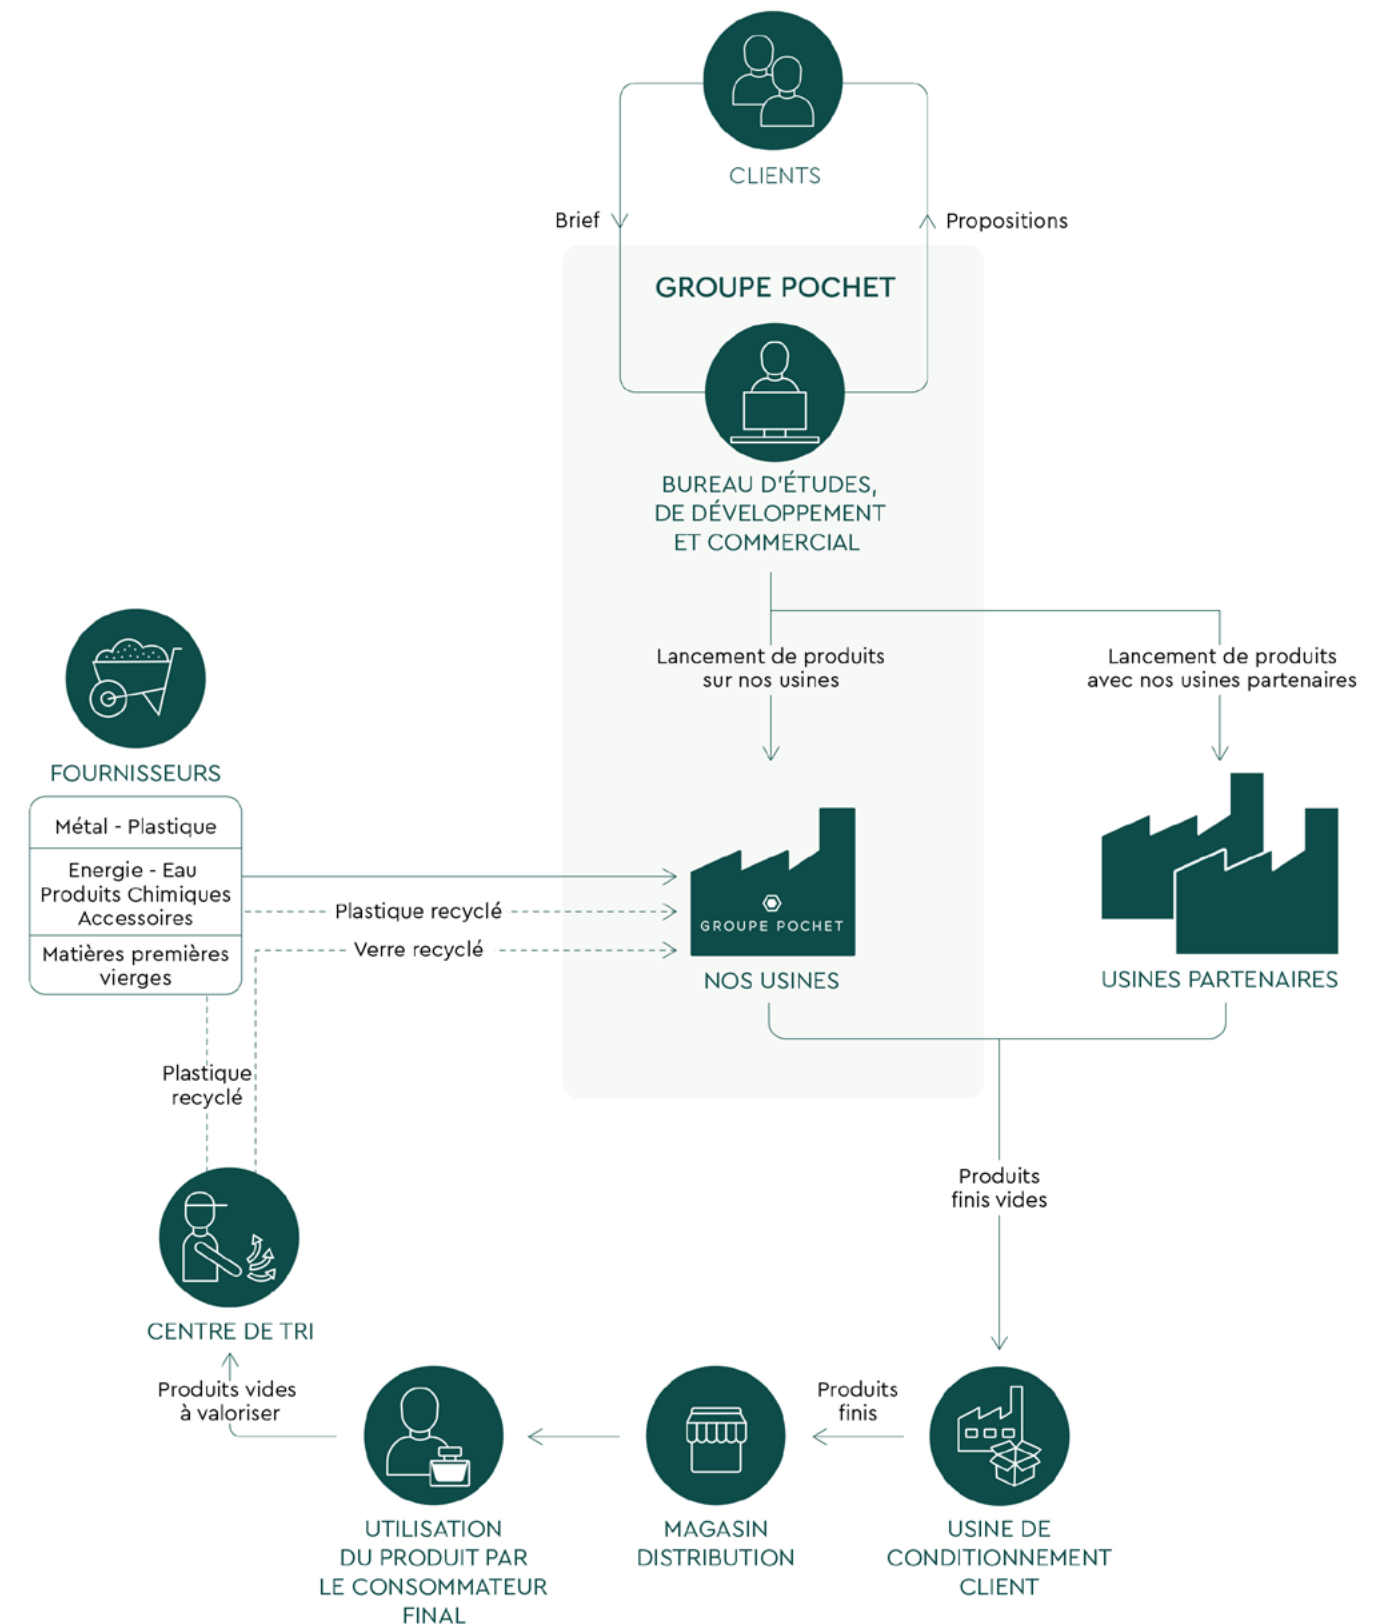 CLIENTS
Brief
Propositions
GROUPE POCHET
BUREAU D'ÉTUDES,
DE DÉVELOPPEMENT
ET COMMERCIAL
Lancement de produits
sur nos usines
Lancement de produits
avec nos usines partenaires
FOURNISSEURS
Métal - Plastique
Energie - Eau
Produits Chimiques
Accessoires
Matières premières
vierges
Plastique recyclé
Verre recyclé
GROUPE POCHET
NOS USINES
USINES PARTENAIRES
Plastique
recyclé
Produits
finis vides
CENTRE DE TRI
Produits vides
à valoriser
Produits
finis
UTILISATION
DU PRODUIT PAR
LE CONSOMMATEUR
FINAL
MAGASIN
DISTRIBUTION
USINE DE
CONDITIONNEMENT
CLIENT